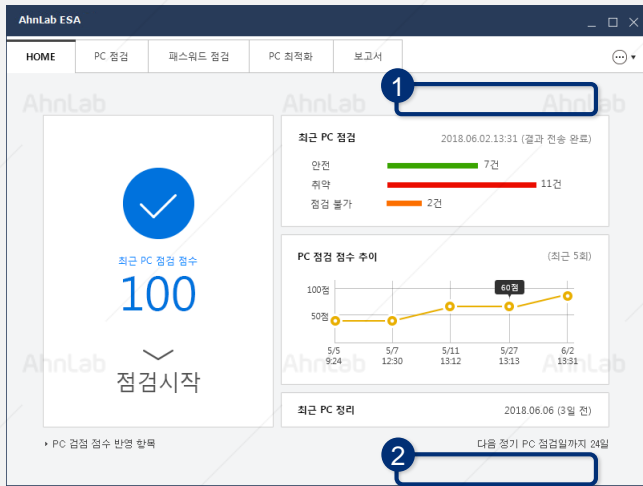 AhnLab ESA
HOME PC 점검 패스워드 점검 PC 최적화 보고서
1
AhnLab AhnLab AhnLab
최근 PC 점검 2018.06.02.13:31 (결과 전송 완료)
안전 7건
취약 11건
점검 불가 2건
최근 PC 점검 점수
100
점검시작
PC 점검 점수 추이 (최근 5회)
100점
60점
50점
5/5 5/7 5/11 5/27 6/2
9:24 12:30 13:12 13:13 13:31
AhnLab AhnLab AhnLab
최근 PC 정리 2018.06.06 (3일 전)
PC 검점 점수 반영 항목 다음 정기 PC 점검일까지 24일
2